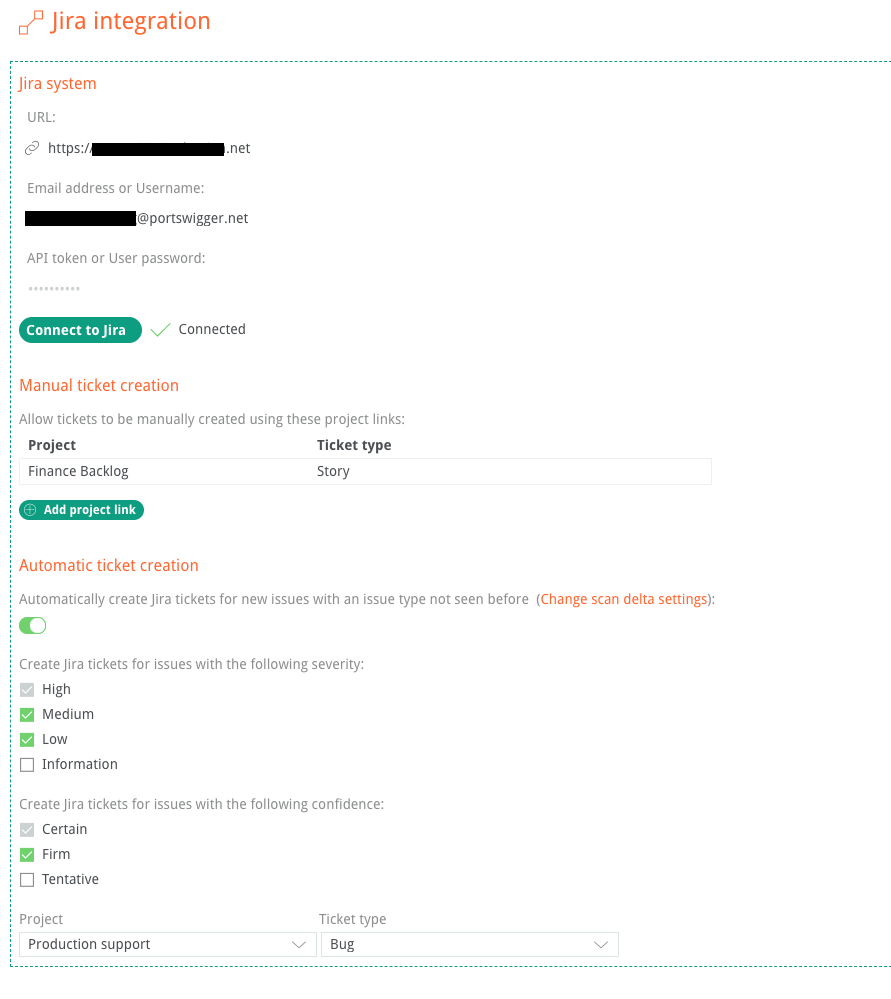 Jira integration
Jira system
URL:
https:/ .net
Email address or Username:
@portswigger.net
API token or User password:
••••••••••
Connect to Jira Connected
Manual ticket creation
Allow tickets to be manually created using these project links:
Project Ticket type
Finance Backlog Story
Add project link
Automatic ticket creation
Automatically create Jira tickets for new issues with an issue type not seen before (Change scan delta settings):
Create Jira tickets for issues with the following severity:
High
Medium
Low
Information
Create Jira tickets for issues with the following confidence:
Certain
Firm
Tentative
Project Ticket type
Production support Bug